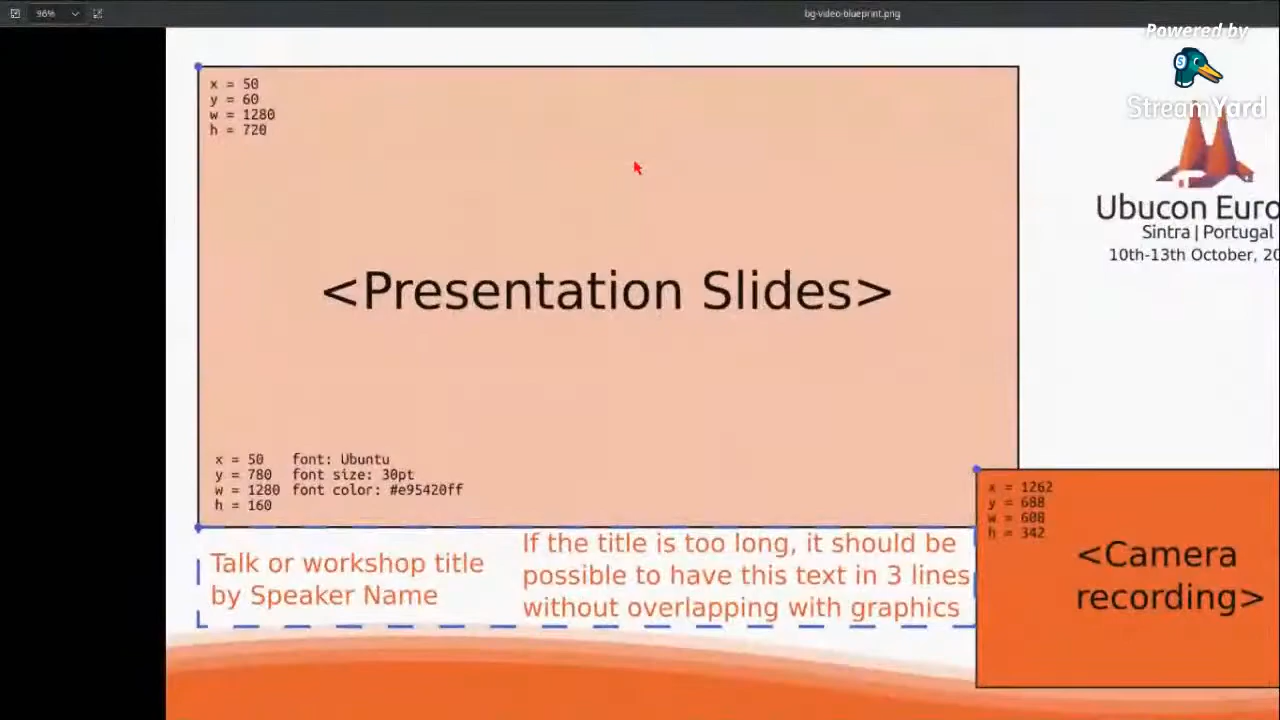 96%
bg-video-blueprint.png
Powered by
StreamYard
x = 50
y = 60
w = 1280
h = 720
Ubucon Euro
Sintra | Portugal
10th-13th October, 20
<Presentation Slides>
x = 50 font: Ubuntu
y = 780 font size: 30pt
w = 1280 font color: #e95420ff
h = 160
x = 1262
y = 688
w = 608
h = 342
<Camera
recording>
Talk or workshop title
by Speaker Name
If the title is too long, it should be
possible to have this text in 3 lines
without overlapping with graphics